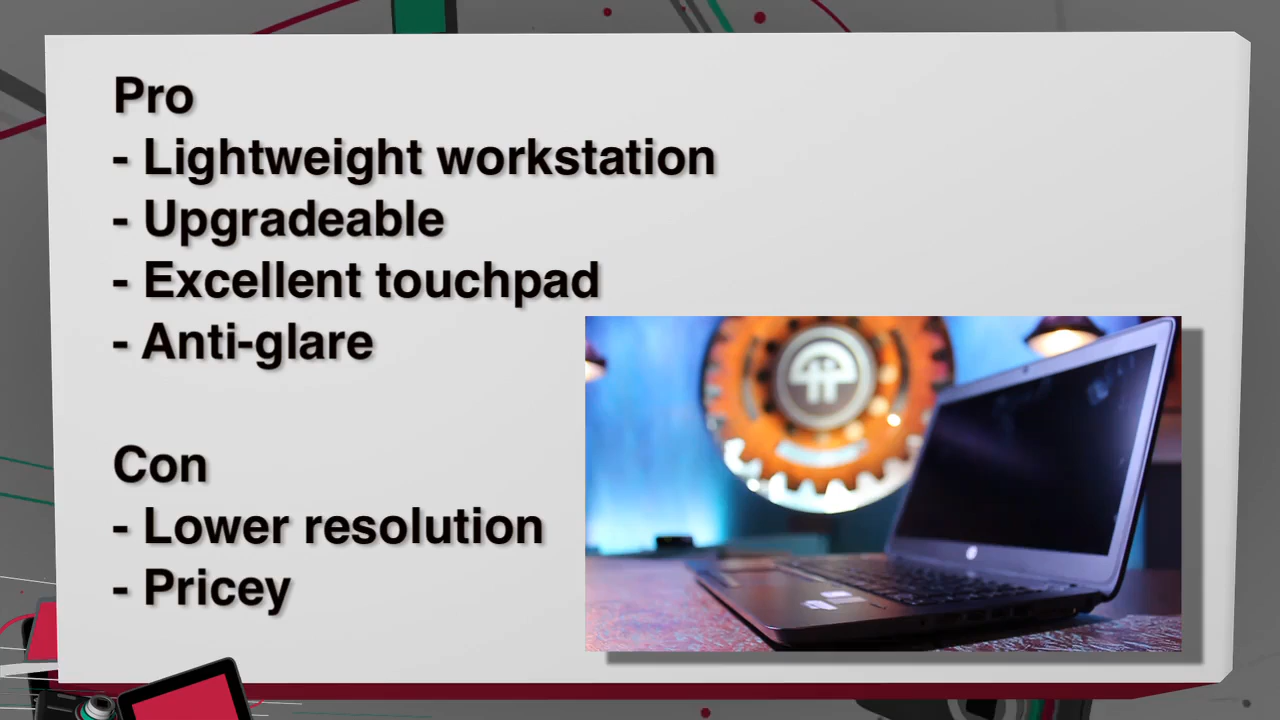 Pro
- Lightweight workstation
- Upgradeable
- Excellent touchpad
- Anti-glare
Con
- Lower resolution
- Pricey